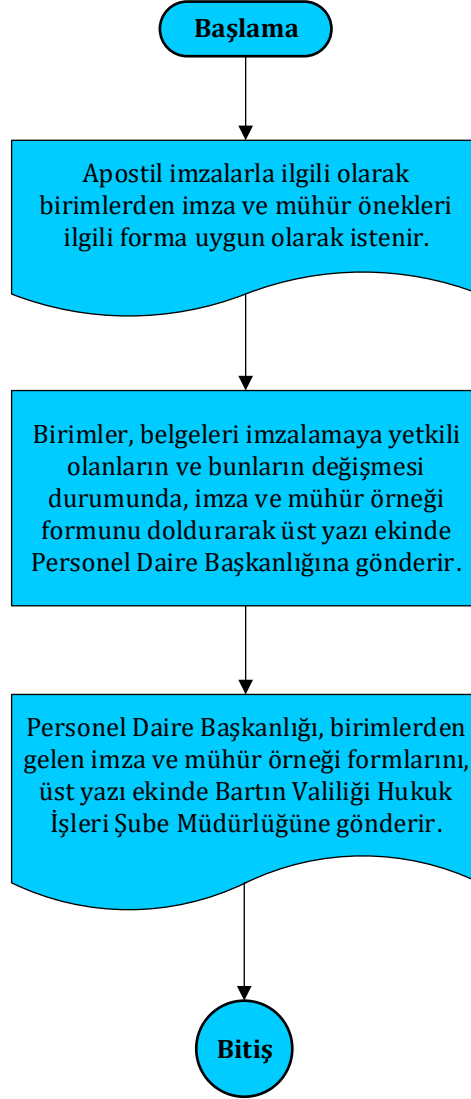 Başlama
Apostil imzalarla ilgili olarak
birimlerden imza ve mühür önekleri
ilgili forma uygun olarak istenir.
Birimler, belgeleri imzalamaya yetkili
olanların ve bunların değişmesi
durumunda, imza ve mühür örneği
formunu doldurarak üst yazı ekinde
Personel Daire Başkanlığına gönderir.
Personel Daire Başkanlığı, birimlerden
gelen imza ve mühür örneği formlarını,
üst yazı ekinde Bartın Valiliği Hukuk
İşleri Şube Müdürlüğüne gönderir.
Bitiş